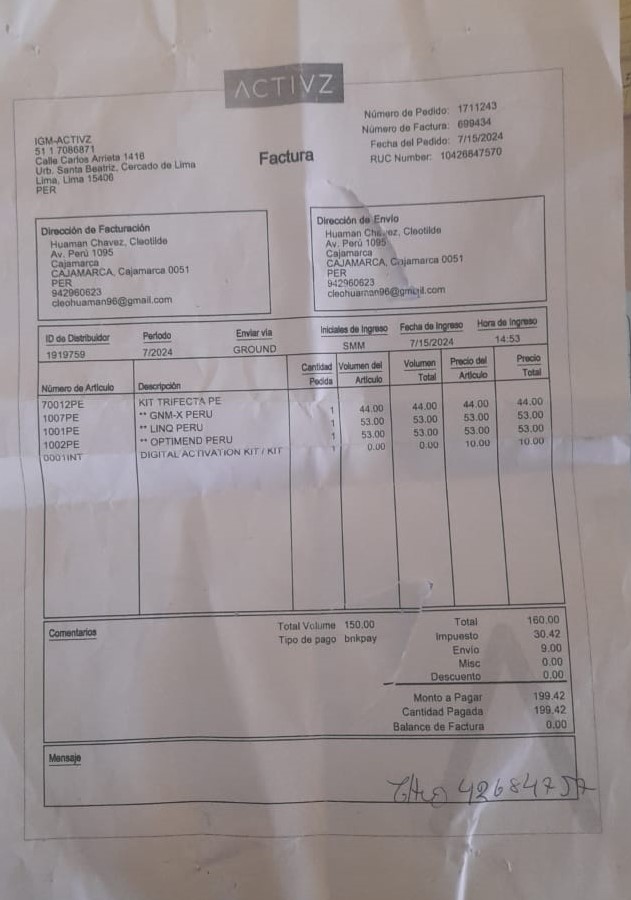 ACTIVZ
IGM-ACTIVZ
51 1 7086871
Calle Carlos Arrieta 1416
Urb. Santa Beatriz, Cercado de Lima
Lima, Lima 15406
PER
Factura
Número de Pedido: 1711243
Número de Factura: 699434
Fecha del Pedido: 7/15/2024
RUC Number: 10426847570
Dirección de Facturación
Huaman Chavez, Cleotilde
Av. Perú 1095
Cajamarca
CAJAMARCA, Cajamarca 0051
PER
942960623
cleohuaman96@gmail.com
Dirección de Envío
Huaman Chavez, Cleotilde
Av. Perú 1095
Cajamarca
CAJAMARCA, Cajamarca 0051
PER
942960623
cleohuaman96@gmail.com
ID de Distribuidor Período Enviar vía Iniciales de Ingreso Fecha de Ingreso Hora de Ingreso
1919759 7/2024 GROUND SMM 7/15/2024 14:53
Número de Artículo Descripción Cantidad Pedida Volumen del Artículo Volumen Total Precio del Artículo Precio Total
70012PE KIT TRIFECTA PE
1007PE ** GNM-X PERU 1 44.00 44.00 44.00 44.00
1001PE ** LINQ PERU 1 53.00 53.00 53.00 53.00
1002PE ** OPTIMEND PERU 1 53.00 53.00 53.00 53.00
0001INT DIGITAL ACTIVATION KIT / KIT 1 0.00 0.00 10.00 10.00
Comentarios
Total Volume 150.00
Tipo de pago bnkpay
Total 160.00
Impuesto 30.42
Envío 9.00
Misc 0.00
Descuento 0.00
Monto a Pagar 199.42
Cantidad Pagada 199.42
Balance de Factura 0.00
Mensaje
42684757